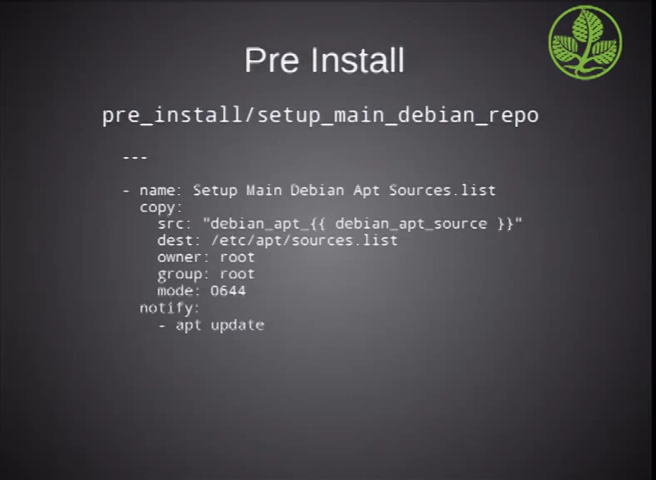 Pre Install
pre_install/setup_main_debian_repo
---
- name: Setup Main Debian Apt Sources.list
copy:
src: "debian_apt_{{ debian_apt_source }}"
dest: /etc/apt/sources.list
owner: root
group: root
mode: 0644
notify:
- apt update